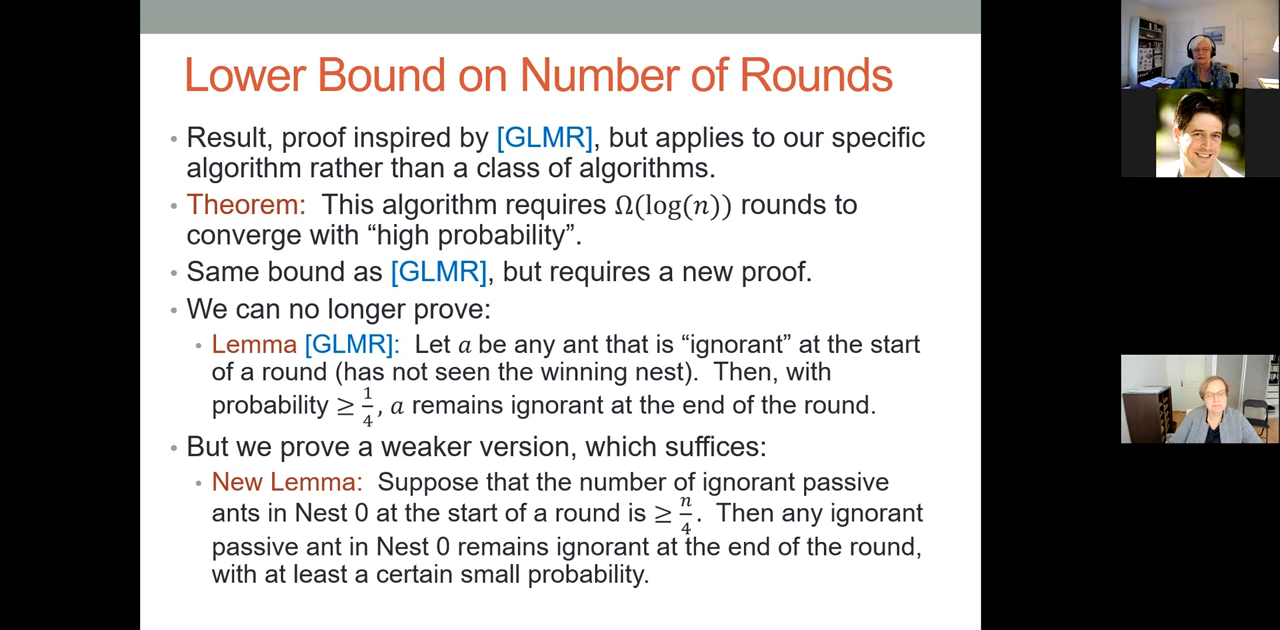 Lower Bound on Number of Rounds
• Result, proof inspired by [GLMR], but applies to our specific
algorithm rather than a class of algorithms.
• Theorem: This algorithm requires Ω(log(n)) rounds to
converge with “high probability”.
• Same bound as [GLMR], but requires a new proof.
• We can no longer prove:
• Lemma [GLMR]: Let a be any ant that is “ignorant” at the start
of a round (has not seen the winning nest). Then, with
probability ≥ 1/4, a remains ignorant at the end of the round.
• But we prove a weaker version, which suffices:
• New Lemma: Suppose that the number of ignorant passive
ants in Nest 0 at the start of a round is ≥ n/4. Then any ignorant
passive ant in Nest 0 remains ignorant at the end of the round,
with at least a certain small probability.